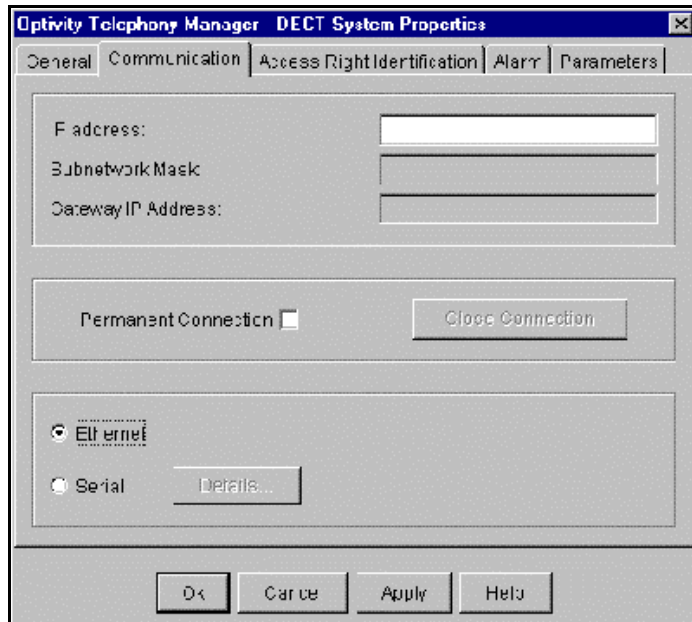 Optivity Telephony Manager DECT System Properties
General Communication Access Right Identification Alarm Parameters
IP address:
Subnetwork Mask:
Gateway IP Address:
Permanent Connection Close Connection
Ethernet
Serial Details...
Ok Cancel Apply Help